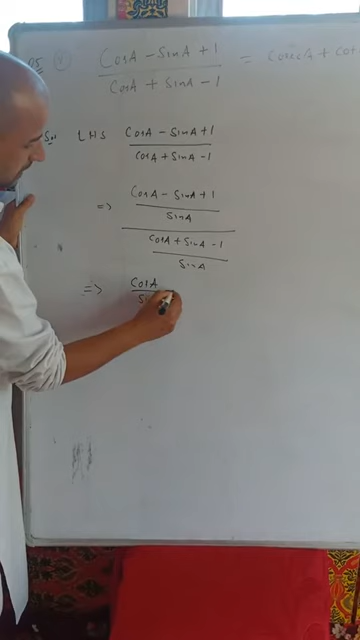 Q5 (V) CosA - SinA + 1 / CosA + SinA - 1 = CosecA + Cot
Sol LHS CosA - SinA + 1 / CosA + SinA - 1
=> CosA - SinA + 1 / SinA / CosA + SinA - 1 / SinA
=> CosA / S